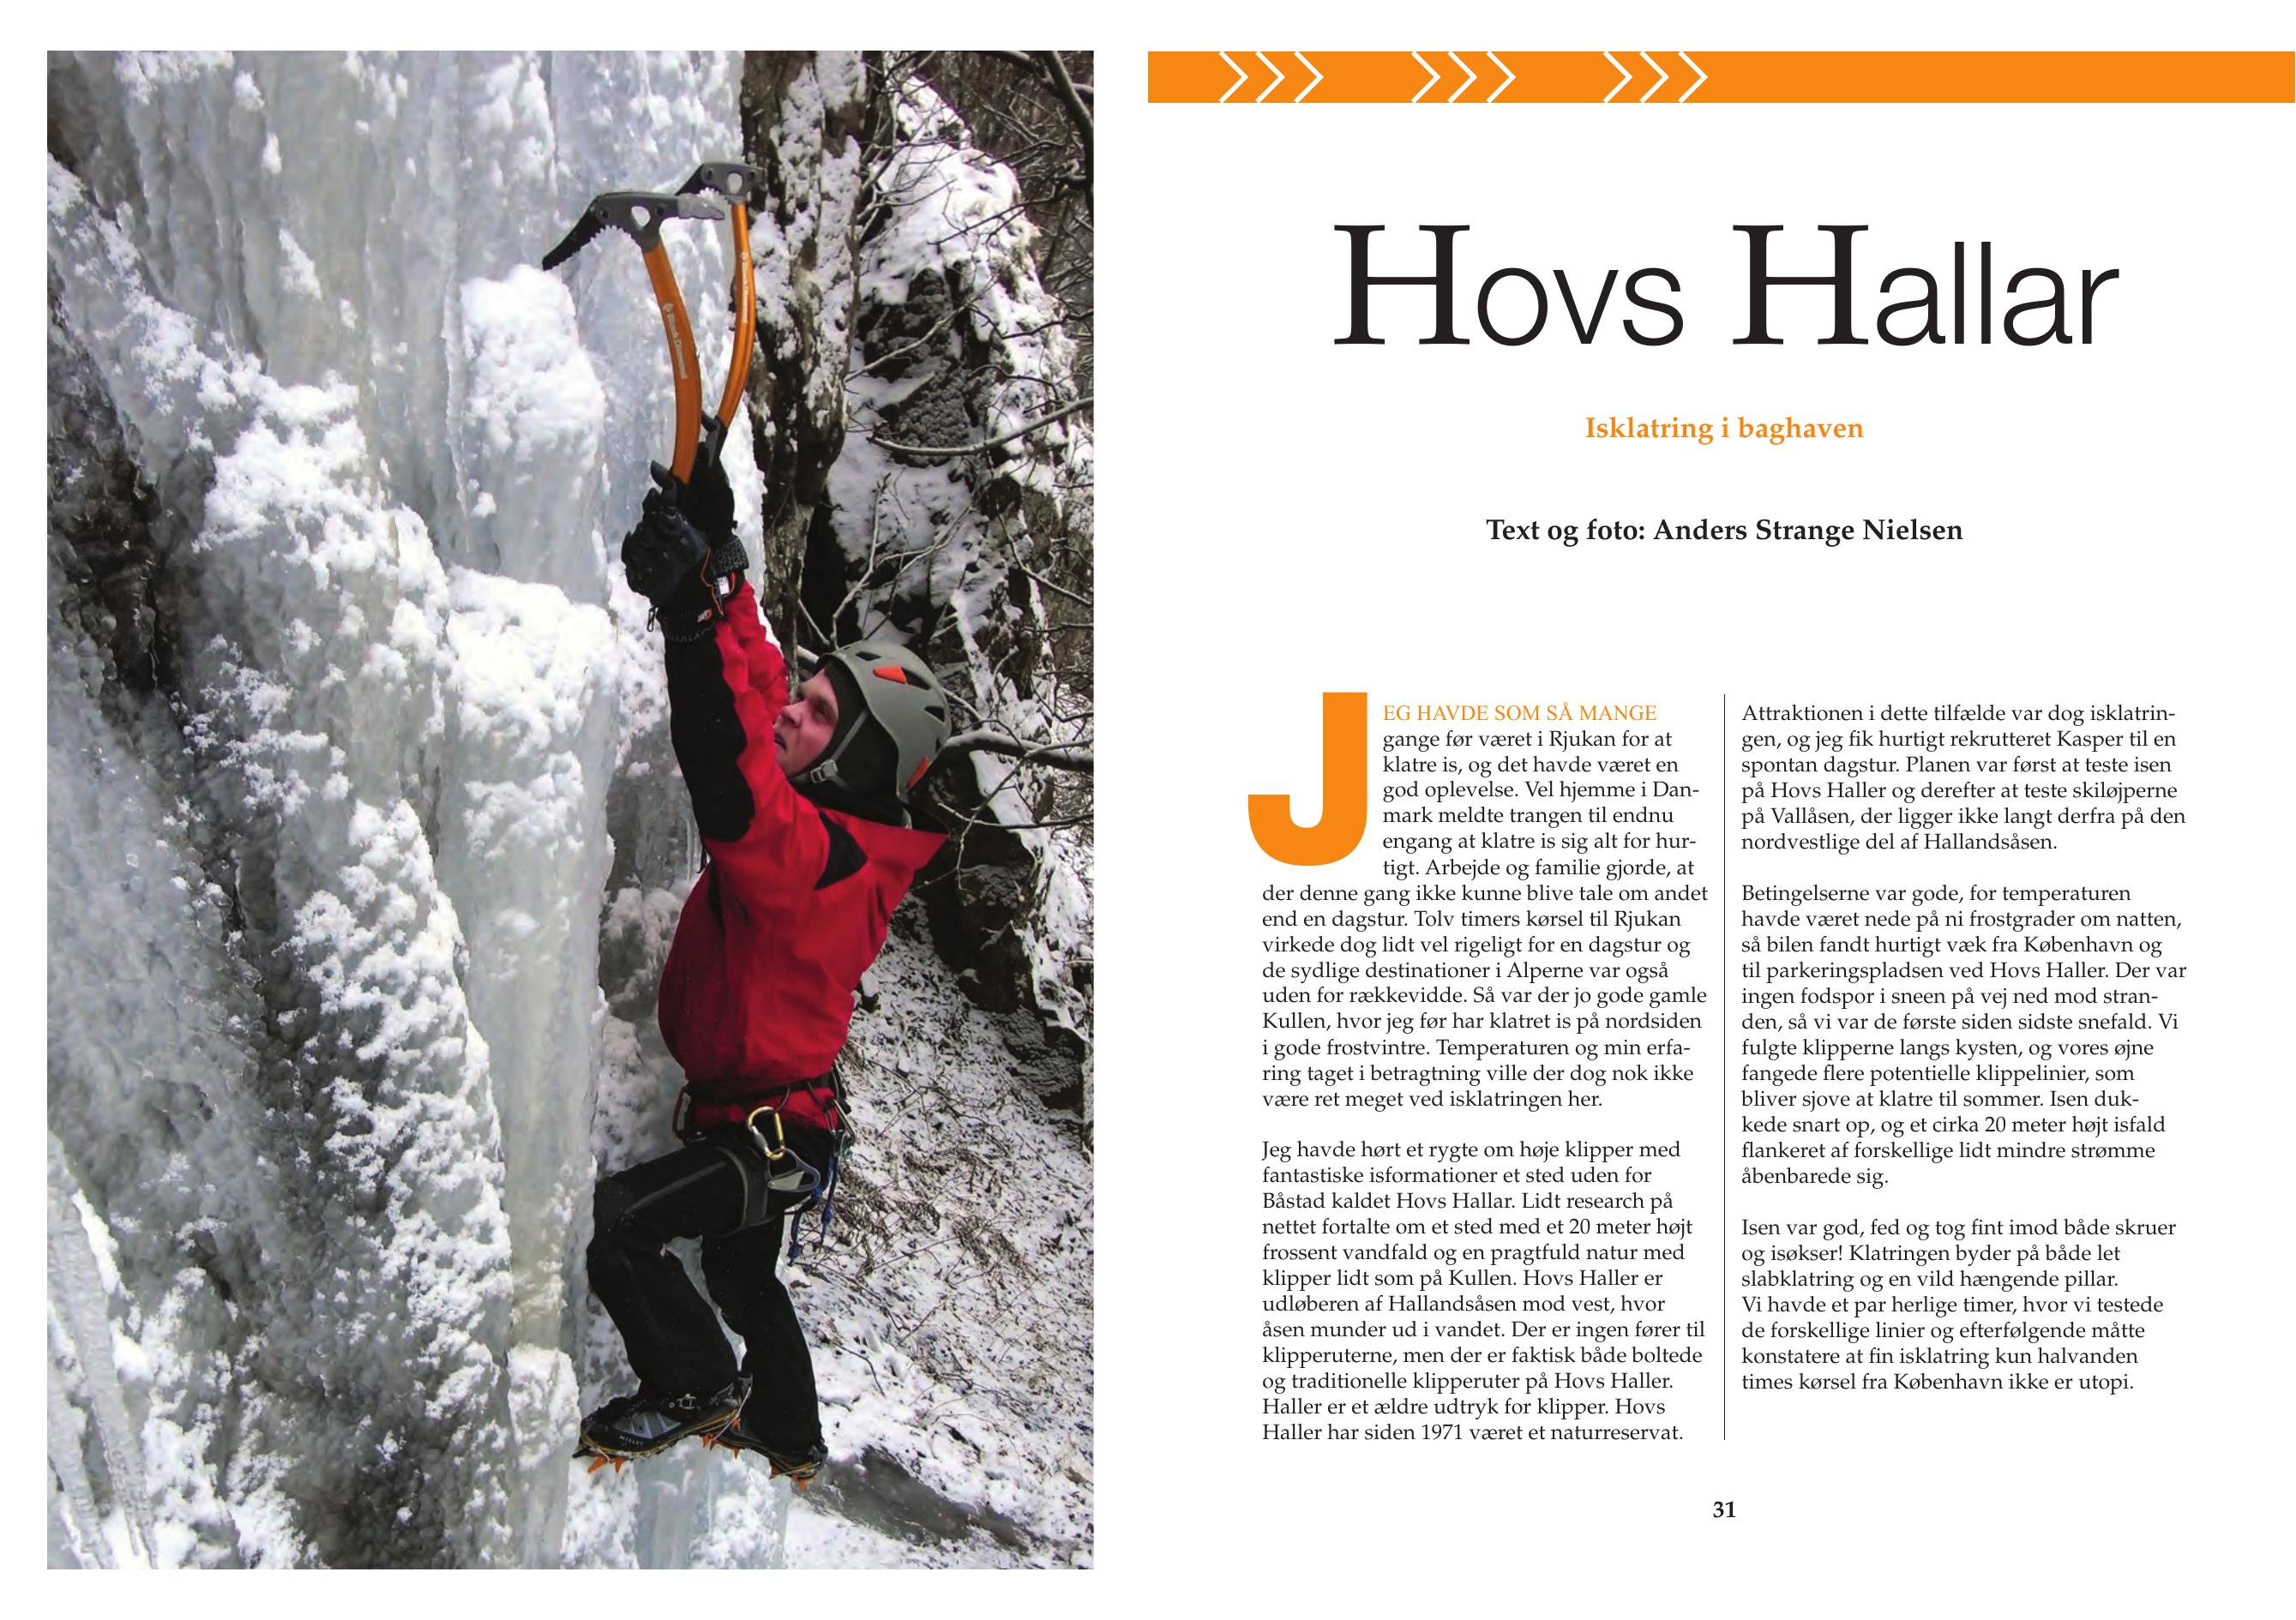 Hovs Hallar
Isklatring i baghaven
Text og foto: Anders Strange Nielsen
JEG HAVDE SOM SÅ MANGE
gange før været i Rjukan for at
klatre is, og det havde været en
god oplevelse. Vel hjemme i Dan-
mark meldte trangen til endnu
engang at klatre is sig alt for hur-
tigt. Arbejde og familie gjorde, at
der denne gang ikke kunne blive tale om andet
end en dagstur. Tolv timers kørsel til Rjukan
virkede dog lidt vel rigeligt for en dagstur og
de sydlige destinationer i Alperne var også
uden for rækkevidde. Så var der jo gode gamle
Kullen, hvor jeg før har klatret is på nordsiden
i gode frostvintre. Temperaturen og min erfa-
ring taget i betragtning ville der dog nok ikke
være ret meget ved isklatringen her.
Jeg havde hørt et rygte om høje klipper med
fantastiske isformationer et sted uden for
Båstad kaldet Hovs Hallar. Lidt research på
nettet fortalte om et sted med et 20 meter højt
frossent vandfald og en pragtfuld natur med
klipper lidt som på Kullen. Hovs Haller er
udløberen af Hallandsåsen mod vest, hvor
åsen munder ud i vandet. Der er ingen fører til
klipperuterne, men der er faktisk både boltede
og traditionelle klipperuter på Hovs Haller.
Haller er et ældre udtryk for klipper. Hovs
Haller har siden 1971 været et naturreservat.
Attraktionen i dette tilfælde var dog isklatrin-
gen, og jeg fik hurtigt rekrutteret Kasper til en
spontan dagstur. Planen var først at teste isen
på Hovs Haller og derefter at teste skiløjperne
på Vallåsen, der ligger ikke langt derfra på den
nordvestlige del af Hallandsåsen.
Betingelserne var gode, for temperaturen
havde været nede på ni frostgrader om natten,
så bilen fandt hurtigt væk fra København og
til parkeringspladsen ved Hovs Haller. Der var
ingen fodspor i sneen på vej ned mod stran-
den, så vi var de første siden sidste snefald. Vi
fulgte klipperne langs kysten, og vores øjne
fangede flere potentielle klippelinier, som
bliver sjove at klatre til sommer. Isen duk-
kede snart op, og et cirka 20 meter højt isfald
flankeret af forskellige lidt mindre strømme
åbenbarede sig.
Isen var god, fed og tog fint imod både skruer
og isøkser! Klatringen byder på både let
slabklatring og en vild hængende pillar.
Vi havde et par herlige timer, hvor vi testede
de forskellige linier og efterfølgende måtte
konstatere at fin isklatring kun halvanden
times kørsel fra København ikke er utopi.
31
Black Diamond
MILLET